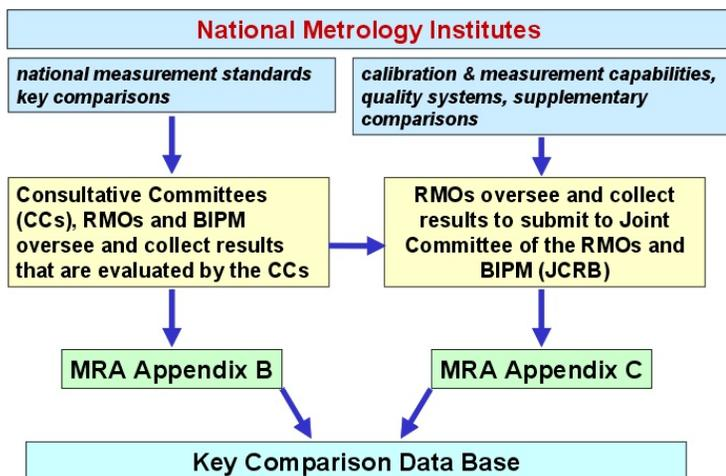 National Metrology Institutes
national measurement standards
key comparisons
calibration & measurement capabilities,
quality systems, supplementary
comparisons
Consultative Committees
(CCs), RMOs and BIPM
oversee and collect results
that are evaluated by the CCs
RMOs oversee and collect
results to submit to Joint
Committee of the RMOs and
BIPM (JCRB)
MRA Appendix B
MRA Appendix C
Key Comparison Data Base